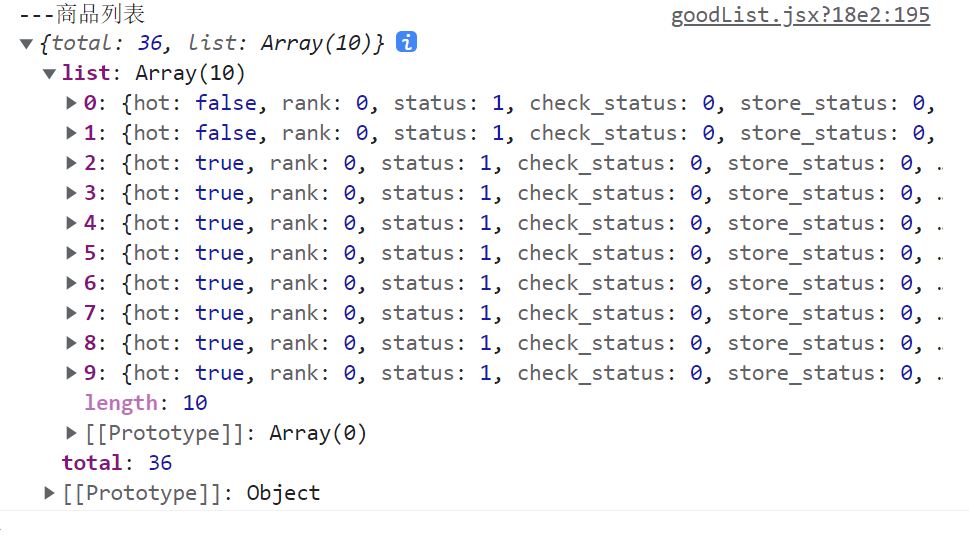 ---商品列表 goodList.jsx?18e2:195
▼{total: 36, list: Array(10)} i
▼list: Array(10)
▶0: {hot: false, rank: 0, status: 1, check_status: 0, store_status: 0,
▶1: {hot: false, rank: 0, status: 1, check_status: 0, store_status: 0,
▶2: {hot: true, rank: 0, status: 1, check_status: 0, store_status: 0, …
▶3: {hot: true, rank: 0, status: 1, check_status: 0, store_status: 0, …
▶4: {hot: true, rank: 0, status: 1, check_status: 0, store_status: 0, …
▶5: {hot: true, rank: 0, status: 1, check_status: 0, store_status: 0, …
▶6: {hot: true, rank: 0, status: 1, check_status: 0, store_status: 0, …
▶7: {hot: true, rank: 0, status: 1, check_status: 0, store_status: 0, …
▶8: {hot: true, rank: 0, status: 1, check_status: 0, store_status: 0, …
▶9: {hot: true, rank: 0, status: 1, check_status: 0, store_status: 0, …
length: 10
▶[[Prototype]]: Array(0)
total: 36
▶[[Prototype]]: Object